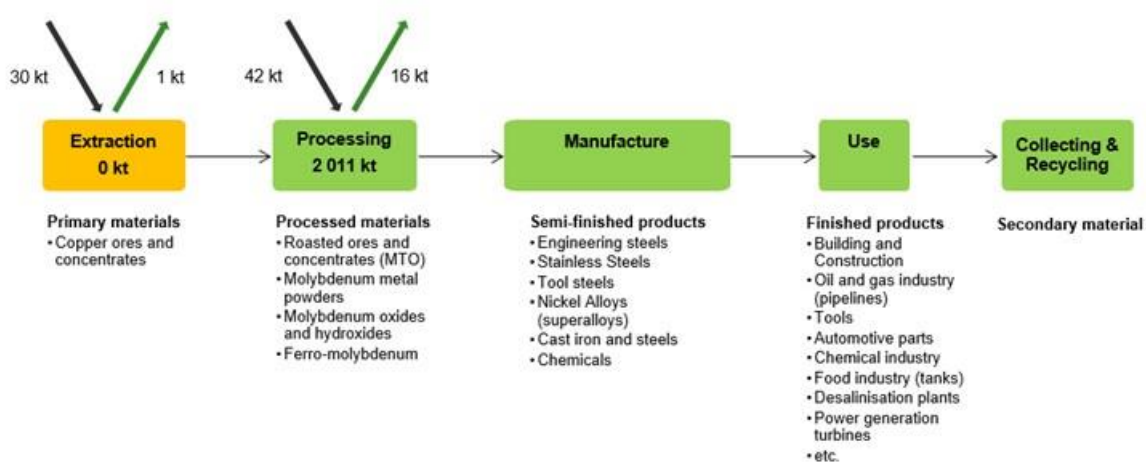 30 kt
1 kt
42 kt
16 kt
Extraction
0 kt
Processing
2 011 kt
Manufacture
Use
Collecting &
Recycling
Primary materials
• Copper ores and
concentrates
Processed materials
• Roasted ores and
concentrates (MTO)
• Molybdenum metal
powders
• Molybdenum oxides
and hydroxides
• Ferro-molybdenum
Semi-finished products
• Engineering steels
• Stainless Steels
• Tool steels
• Nickel Alloys
(superalloys)
• Cast iron and steels
• Chemicals
Finished products
• Building and
Construction
• Oil and gas industry
(pipelines)
• Tools
• Automotive parts
• Chemical industry
• Food industry (tanks)
• Desalinisation plants
• Power generation
turbines
• etc.
Secondary material